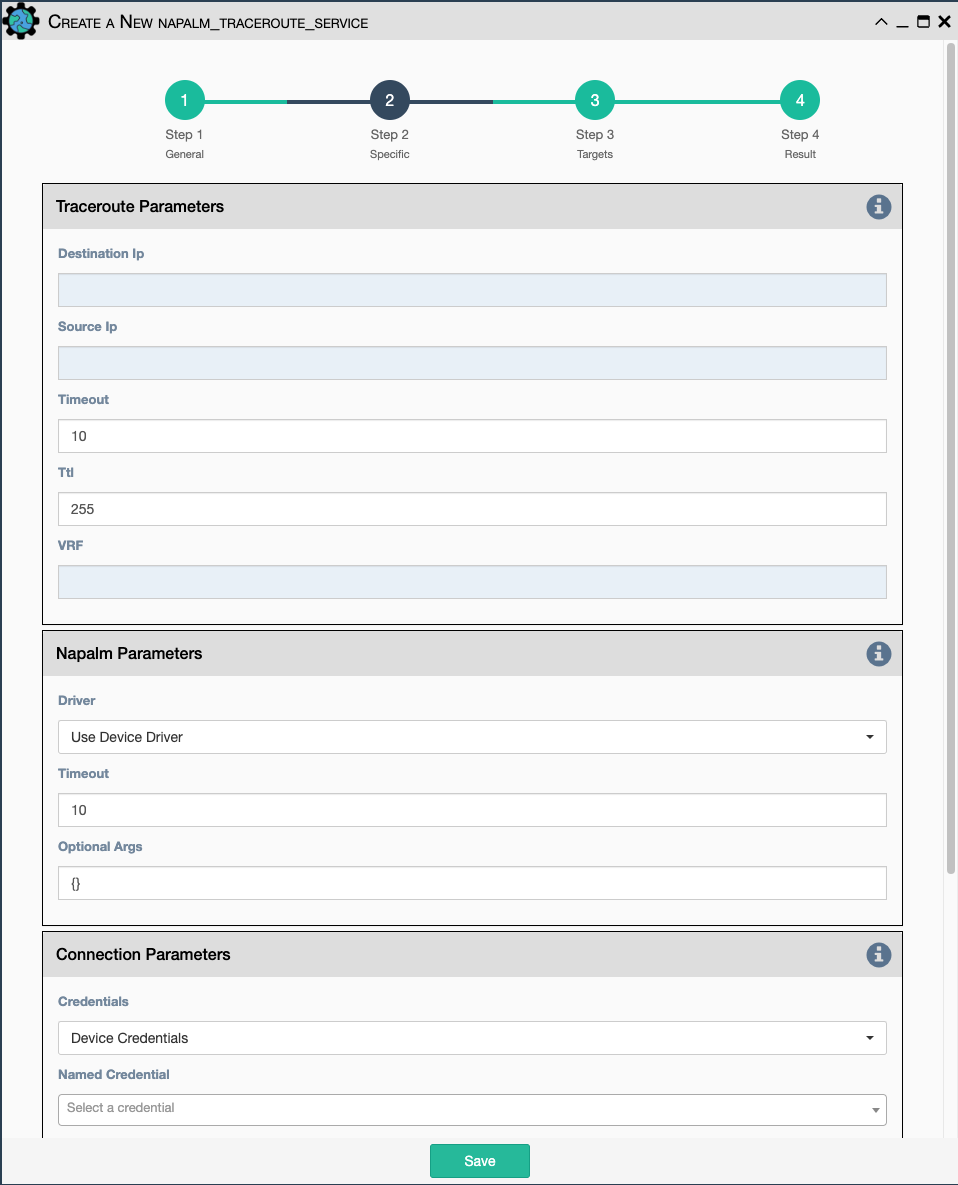 Create a New napalm_traceroute_service
1 2 3 4
Step 1 Step 2 Step 3 Step 4
General Specific Targets Result
Traceroute Parameters
Destination Ip
Source Ip
Timeout
10
Ttl
255
VRF
Napalm Parameters
Driver
Use Device Driver
Timeout
10
Optional Args
{}
Connection Parameters
Credentials
Device Credentials
Named Credential
Select a credential
Save